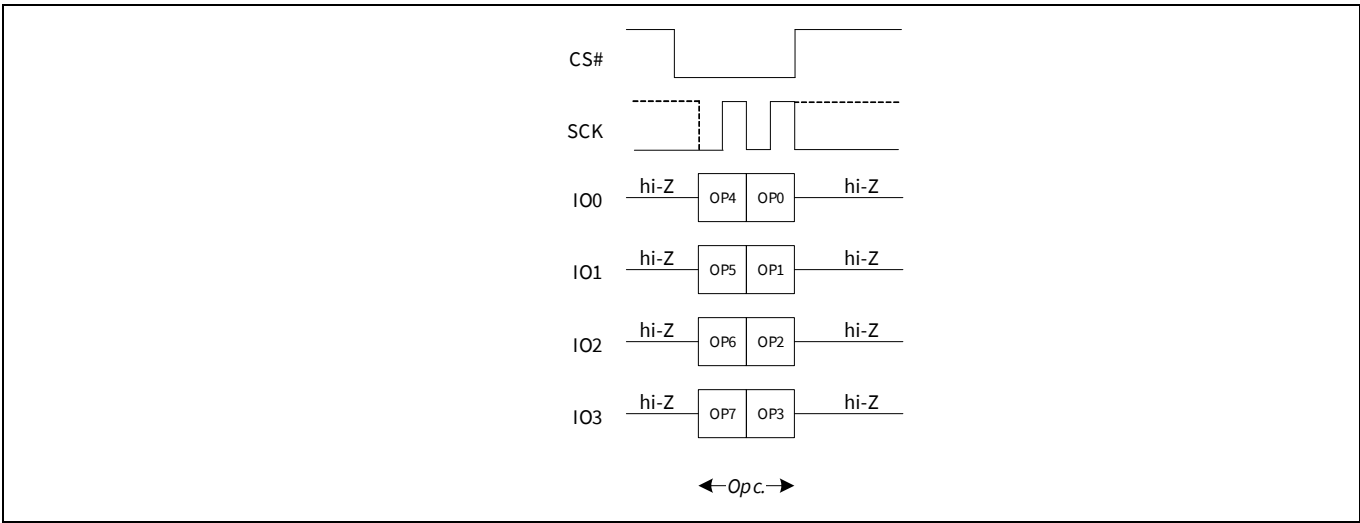 CS#
SCK
IO0 hi-Z OP4 OP0 hi-Z
IO1 hi-Z OP5 OP1 hi-Z
IO2 hi-Z OP6 OP2 hi-Z
IO3 hi-Z OP7 OP3 hi-Z
Opc.